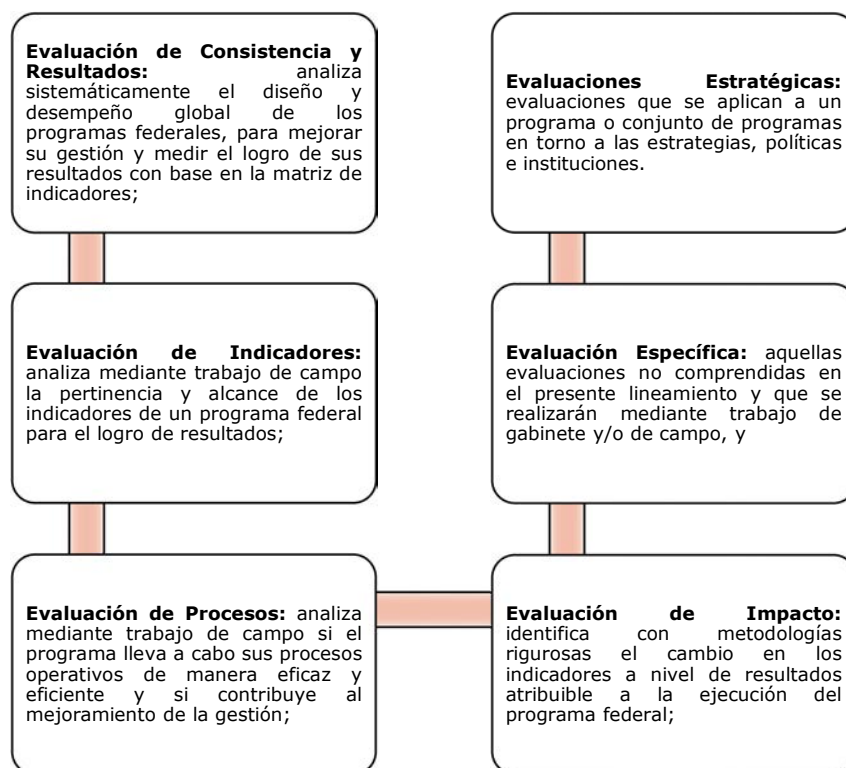 Evaluación de Consistencia y
Resultados: analiza
sistemáticamente el diseño y
desempeño global de los
programas federales, para mejorar
su gestión y medir el logro de sus
resultados con base en la matriz de
indicadores;
Evaluación de Indicadores:
analiza mediante trabajo de campo
la pertinencia y alcance de los
indicadores de un programa federal
para el logro de resultados;
Evaluación de Procesos: analiza
mediante trabajo de campo si el
programa lleva a cabo sus procesos
operativos de manera eficaz y
eficiente y si contribuye al
mejoramiento de la gestión;
Evaluación de Impacto:
identifica con metodologías
rigurosas el cambio en los
indicadores a nivel de resultados
atribuible a la ejecución del
programa federal;
Evaluación Específica: aquellas
evaluaciones no comprendidas en
el presente lineamiento y que se
realizarán mediante trabajo de
gabinete y/o de campo, y
Evaluaciones Estratégicas:
evaluaciones que se aplican a un
programa o conjunto de programas
en torno a las estrategias, políticas
e instituciones.